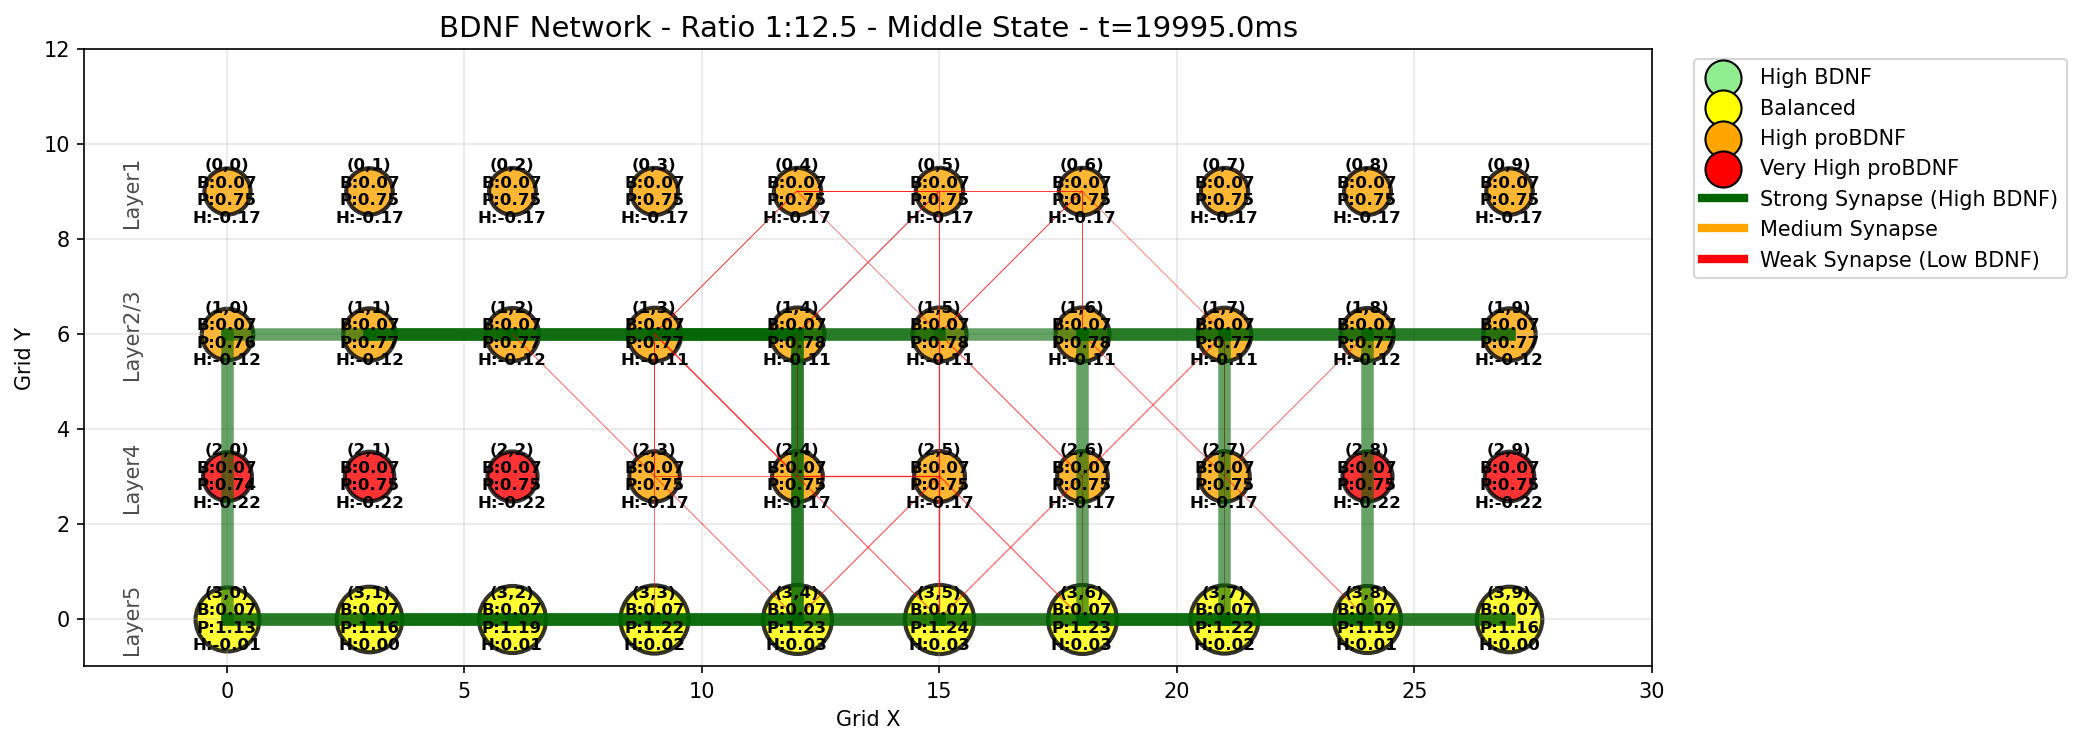 BDNF Network - Ratio 1:12.5 - Middle State - t=19995.0ms
12
10
8
6
4
2
0
Grid Y
Layer1
Layer2/3
Layer4
Layer5
(0,0) (0,1) (0,2) (0,3) (0,4) (0,5) (0,6) (0,7) (0,8) (0,9)
B:0.07 B:0.07 B:0.07 B:0.07 B:0.07 B:0.07 B:0.07 B:0.07 B:0.07 B:0.07
P:0.75 P:0.75 P:0.75 P:0.75 P:0.75 P:0.75 P:0.75 P:0.75 P:0.75 P:0.75
H:-0.17 H:-0.17 H:-0.17 H:-0.17 H:-0.17 H:-0.17 H:-0.17 H:-0.17 H:-0.17 H:-0.17
(1,0) (1,1) (1,2) (1,3) (1,4) (1,5) (1,6) (1,7) (1,8) (1,9)
B:0.07 B:0.07 B:0.07 B:0.07 B:0.07 B:0.07 B:0.07 B:0.07 B:0.07 B:0.07
P:0.76 P:0.77 P:0.77 P:0.77 P:0.78 P:0.78 P:0.78 P:0.77 P:0.77 P:0.77
H:-0.12 H:-0.12 H:-0.12 H:-0.11 H:-0.11 H:-0.11 H:-0.11 H:-0.11 H:-0.12 H:-0.12
(2,0) (2,1) (2,2) (2,3) (2,4) (2,5) (2,6) (2,7) (2,8) (2,9)
B:0.07 B:0.07 B:0.07 B:0.07 B:0.07 B:0.07 B:0.07 B:0.07 B:0.07 B:0.07
P:0.74 P:0.75 P:0.75 P:0.75 P:0.75 P:0.75 P:0.75 P:0.75 P:0.75 P:0.75
H:-0.22 H:-0.22 H:-0.22 H:-0.17 H:-0.17 H:-0.17 H:-0.17 H:-0.17 H:-0.22 H:-0.22
(3,0) (3,1) (3,2) (3,3) (3,4) (3,5) (3,6) (3,7) (3,8) (3,9)
B:0.07 B:0.07 B:0.07 B:0.07 B:0.07 B:0.07 B:0.07 B:0.07 B:0.07 B:0.07
P:1.13 P:1.16 P:1.19 P:1.22 P:1.23 P:1.24 P:1.23 P:1.22 P:1.19 P:1.16
H:-0.01 H:0.00 H:0.01 H:0.02 H:0.03 H:0.03 H:0.03 H:0.02 H:0.01 H:0.00
0 5 10 15 20 25 30
Grid X
High BDNF
Balanced
High proBDNF
Very High proBDNF
Strong Synapse (High BDNF)
Medium Synapse
Weak Synapse (Low BDNF)